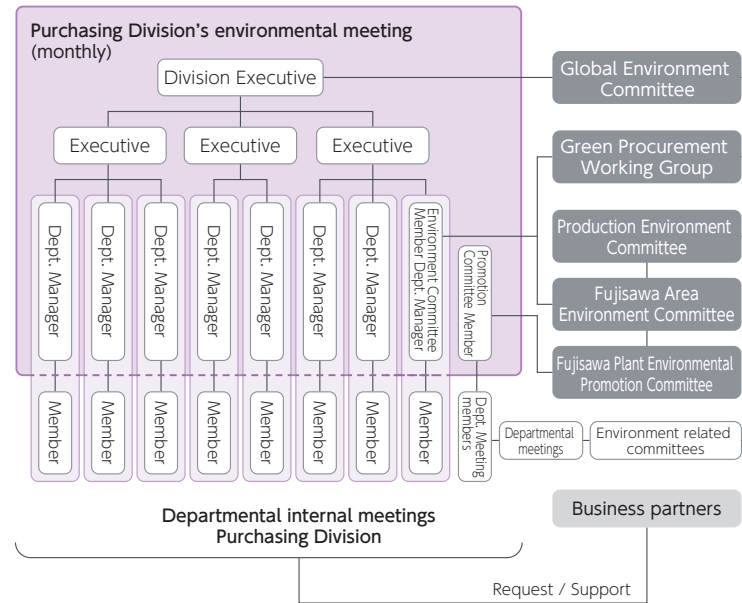 Purchasing Division's environmental meeting
(monthly)
Division Executive
Global Environment
Committee
Executive
Executive
Executive
Green Procurement
Working Group
Dept. Manager
Dept. Manager
Dept. Manager
Dept. Manager
Dept. Manager
Dept. Manager
Dept. Manager
Environment Committee
Member Dept. Manager
Promotion
Committee Member
Production Environment
Committee
Fujisawa Area
Environment Committee
Fujisawa Plant Environmental
Promotion Committee
Member
Member
Member
Member
Member
Member
Member
Member
Dept. Meeting
members
Departmental
meetings
Environment related
committees
Departmental internal meetings
Purchasing Division
Business partners
Request / Support